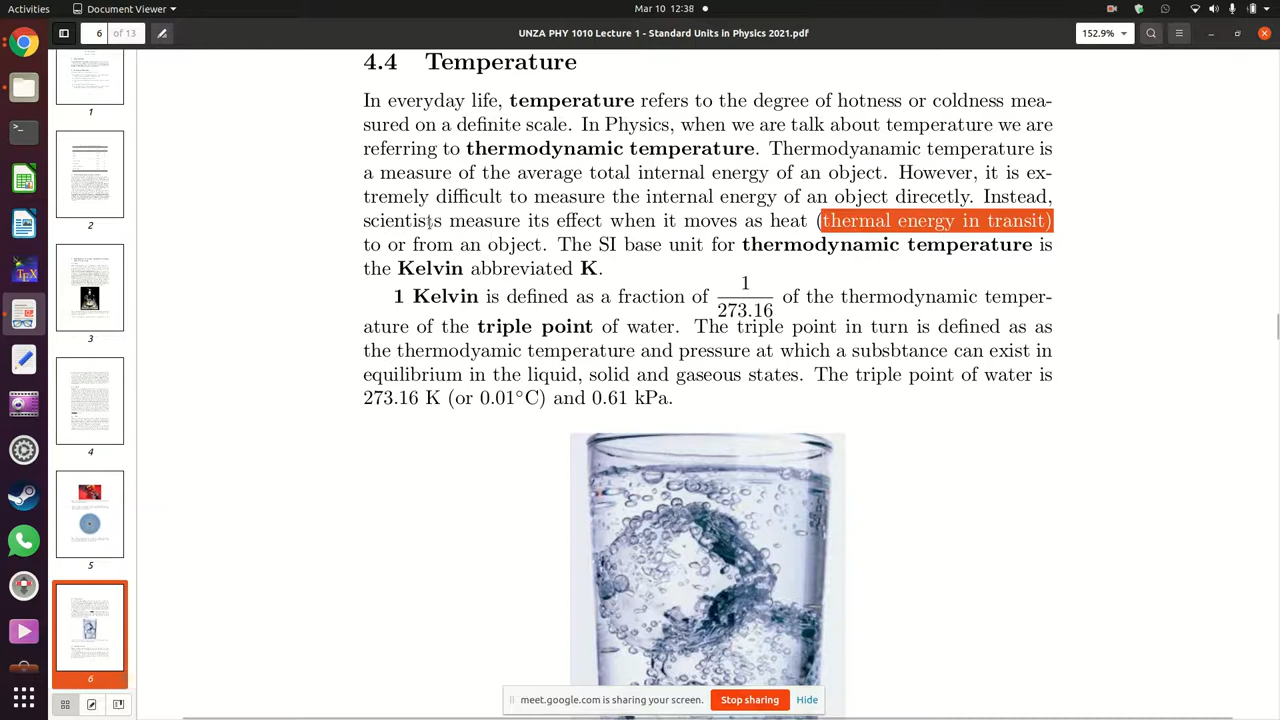 Activities
Document Viewer
Mar 10 12:38
6 of 13
UNZA PHY 1010 Lecture 1 - Standard Units in Physics 2021.pdf
152.9%
1
2
3
4
5
6
4.4 Temperature
In everyday life, temperature refers to the degree of hotness or coldness mea-
sured on a definite scale. In Physics, when we are talk about temperature we are
referring to thermodynamic temperature. Thermodyanamic temperature is
a measure of the average total internal energy of an object. However, it is ex-
tremely difficult to measure the internal energy of an object direcetly. Instead,
scientists measure its effect when it moves as heat (thermal energy in transit)
to or from an object. The SI base unit for thermodynamic temperature is
the Kelvin abbreviated K.
1 Kelvin is defined as a fraction of 1/273.16 of the thermodynamic temper-
ature of the triple point of water. The triple point in turn is defined as as
the thermodyamic temperature and pressure at which a subsbtance can exist in
equilibrium in the liquid, solid and gaseous states. The triple point of water is
273.16 K (or 0.01°C) and 0.61 kPa.
meet.google.com is sharing your screen.
Stop sharing
Hide